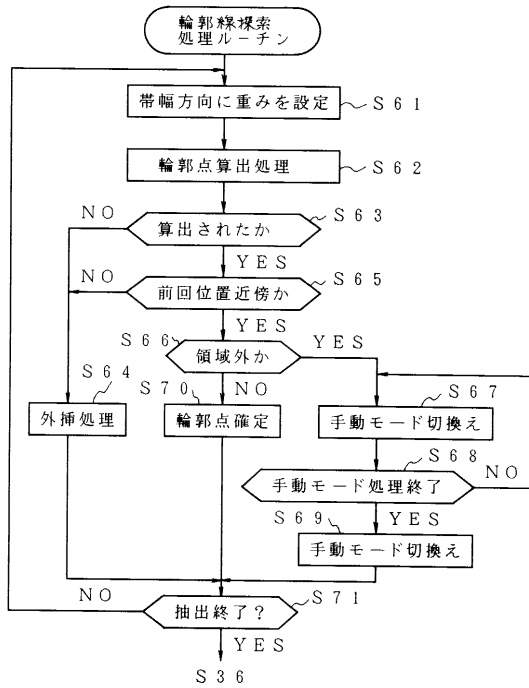 輪郭線探索
処理ルーチン
帯幅方向に重みを設定
S61
輪郭点算出処理
S62
S63
NO
算出されたか
YES
S65
NO
前回位置近傍か
YES
S66
領域外か
YES
S64
S70
NO
S67
外挿処理
輪郭点確定
手動モード切換え
S68
手動モード処理終了
NO
S69
YES
手動モード切換え
NO
抽出終了?
S71
YES
S36